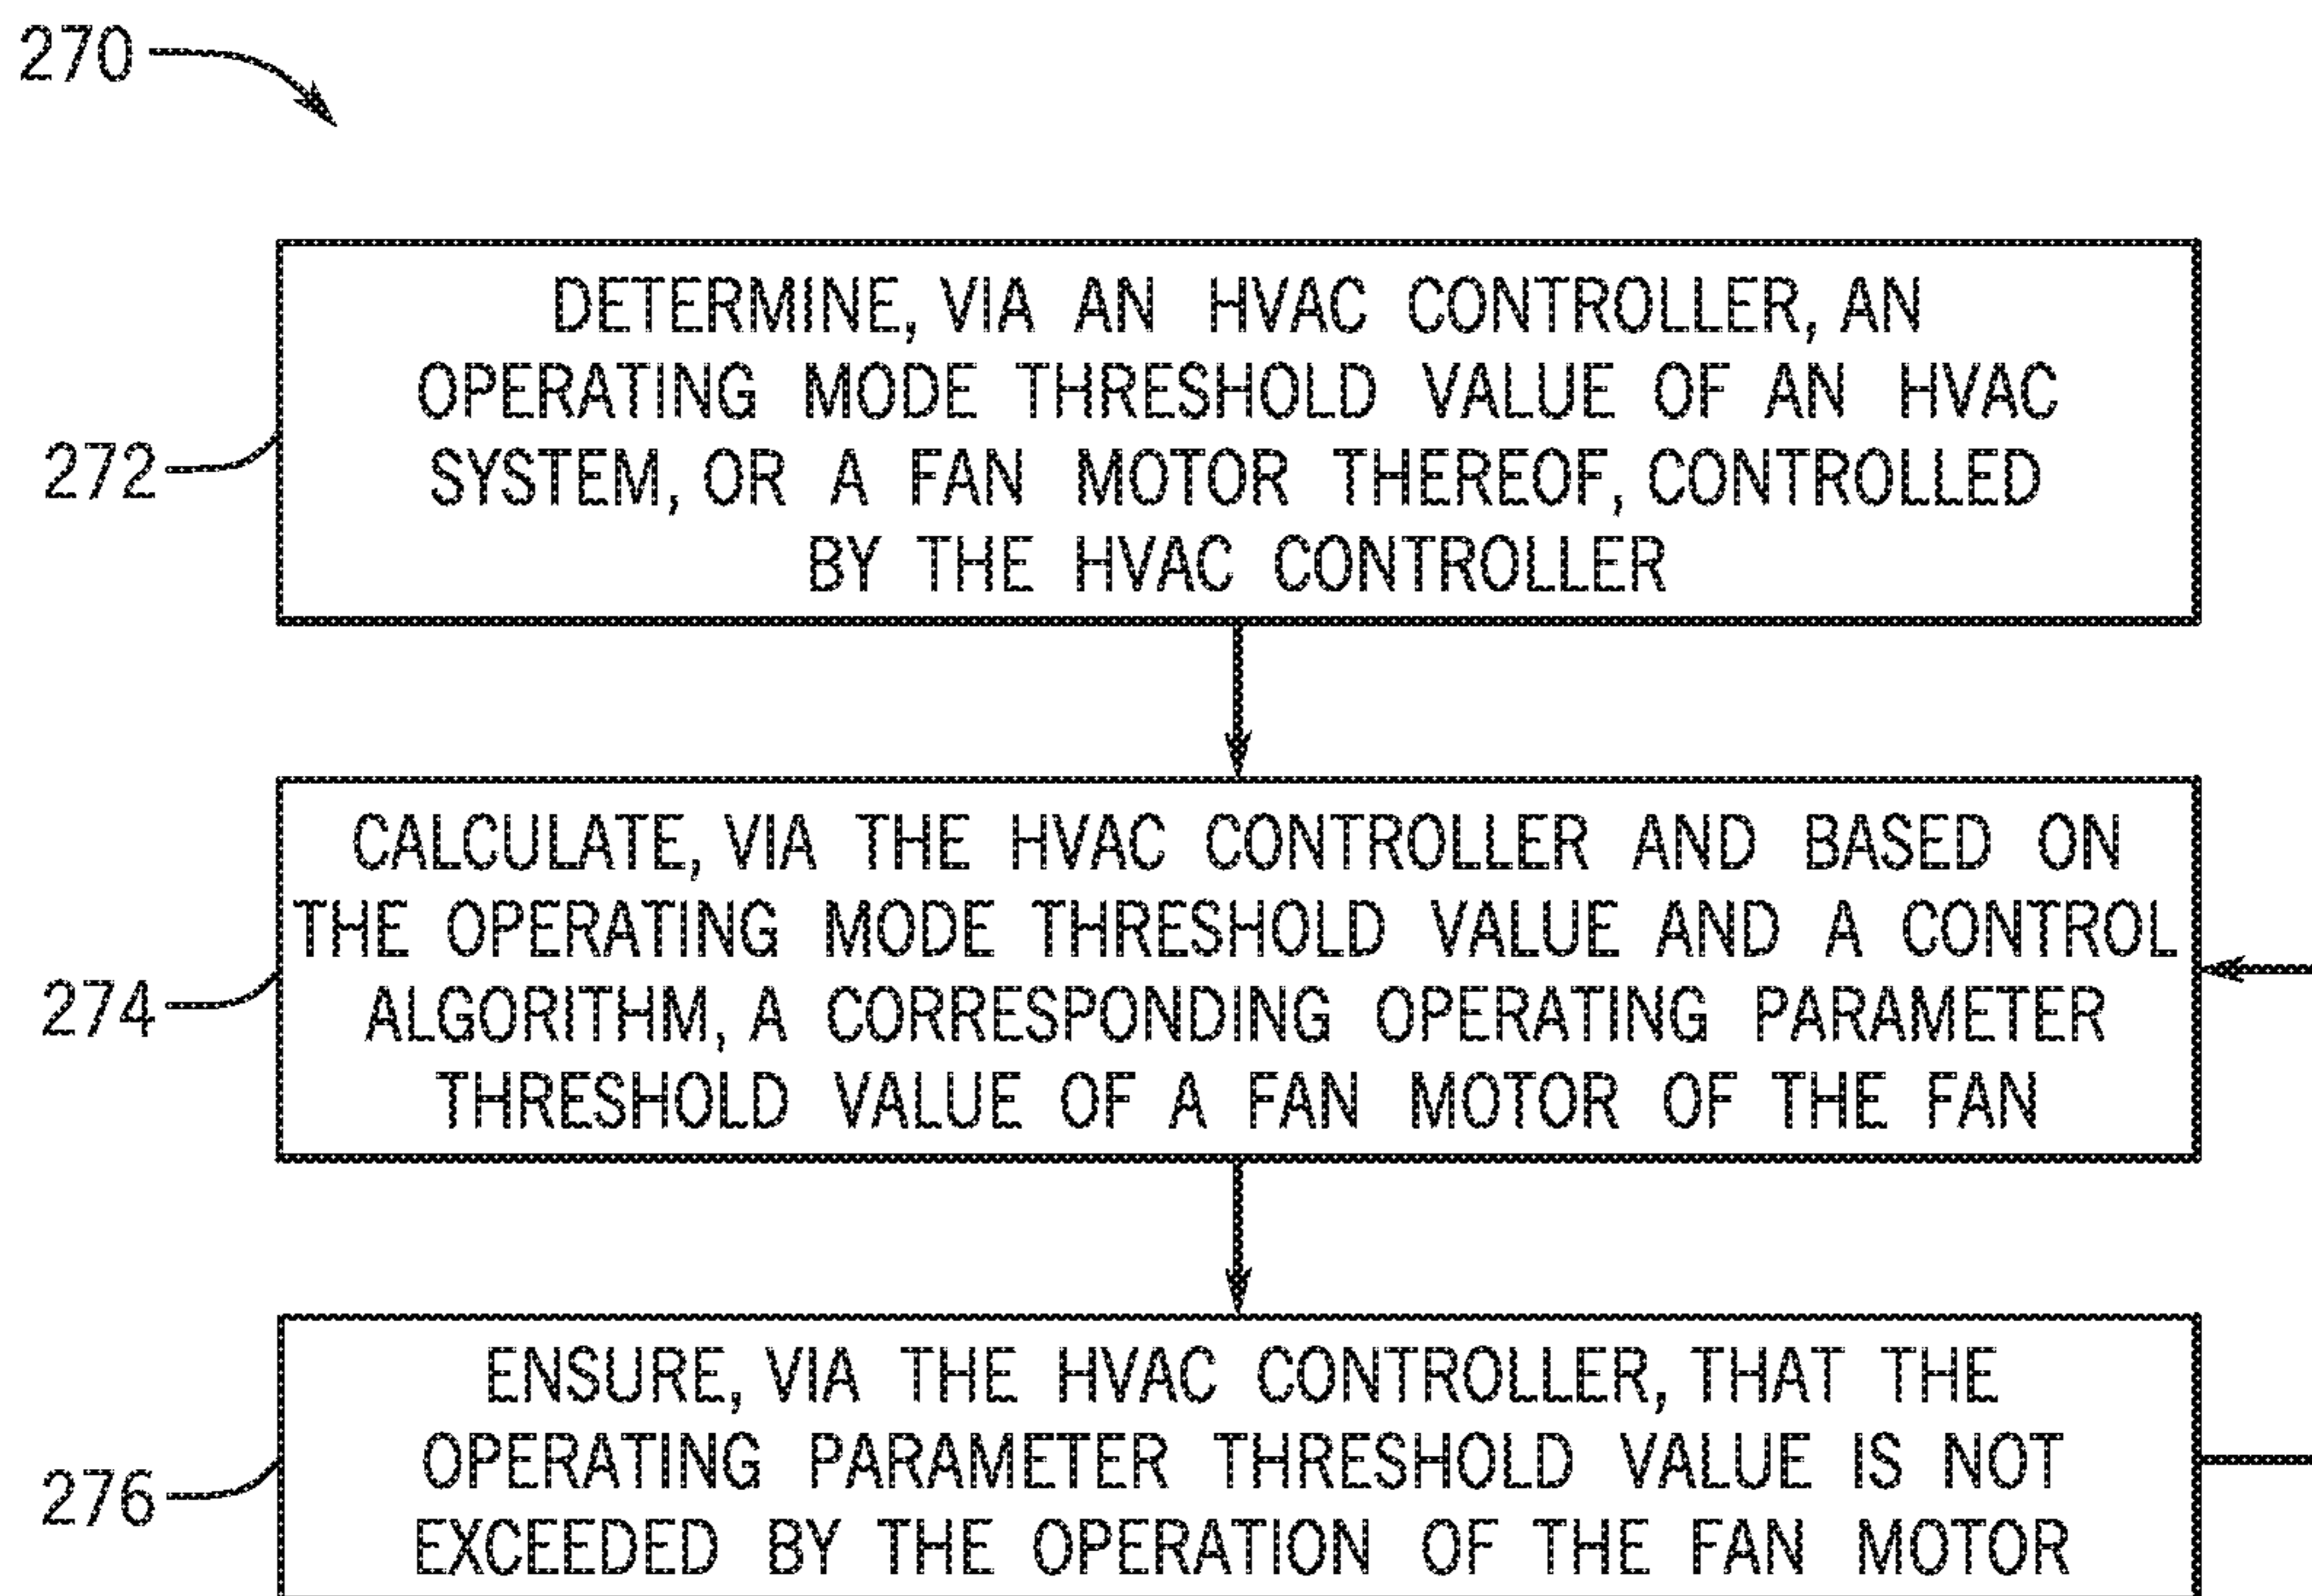 270
DETERMINE, VIA AN HVAC CONTROLLER, AN
OPERATING MODE THRESHOLD VALUE OF AN HVAC
SYSTEM, OR A FAN MOTOR THEREOF, CONTROLLED
BY THE HVAC CONTROLLER
272
CALCULATE, VIA THE HVAC CONTROLLER AND BASED ON
THE OPERATING MODE THRESHOLD VALUE AND A CONTROL
ALGORITHM, A CORRESPONDING OPERATING PARAMETER
THRESHOLD VALUE OF A FAN MOTOR OF THE FAN
274
ENSURE, VIA THE HVAC CONTROLLER, THAT THE
OPERATING PARAMETER THRESHOLD VALUE IS NOT
EXCEEDED BY THE OPERATION OF THE FAN MOTOR
276